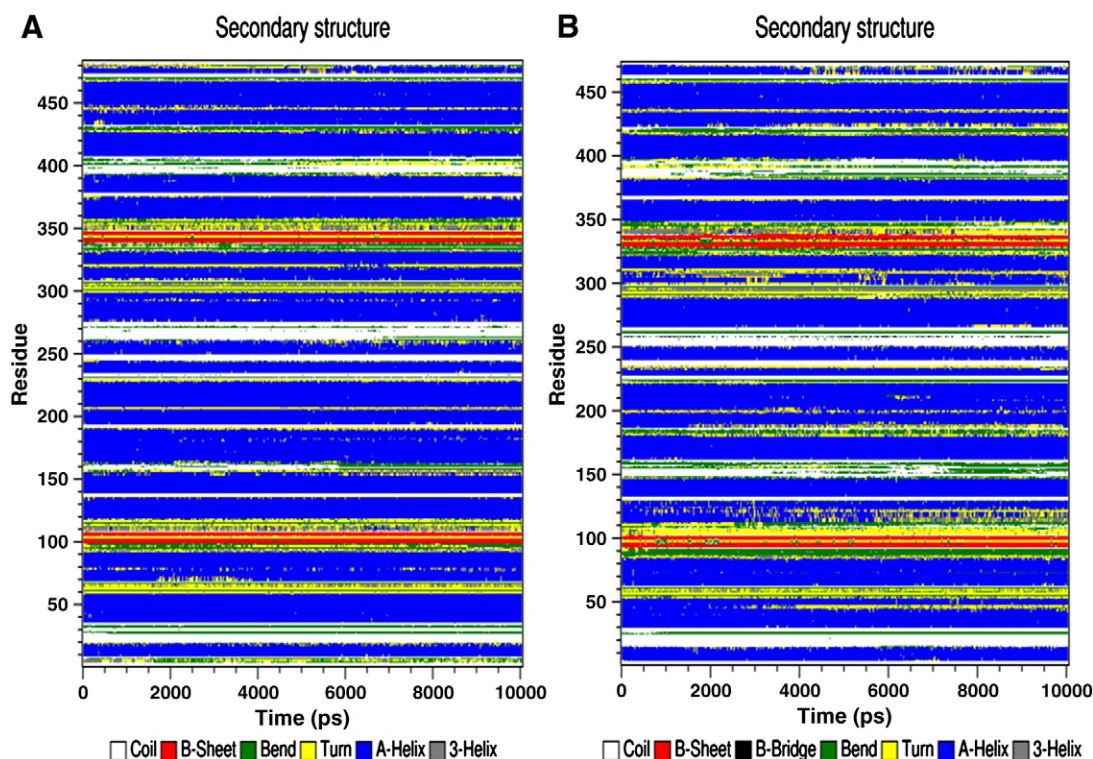 A
Secondary structure
450
400
350
300
250
200
150
100
50
Residue
0 2000 4000 6000 8000 10000
Time (ps)
Coil B-Sheet Bend Turn A-Helix 3-Helix
B
Secondary structure
450
400
350
300
250
200
150
100
50
Residue
0 2000 4000 6000 8000 10000
Time (ps)
Coil B-Sheet B-Bridge Bend Turn A-Helix 3-Helix